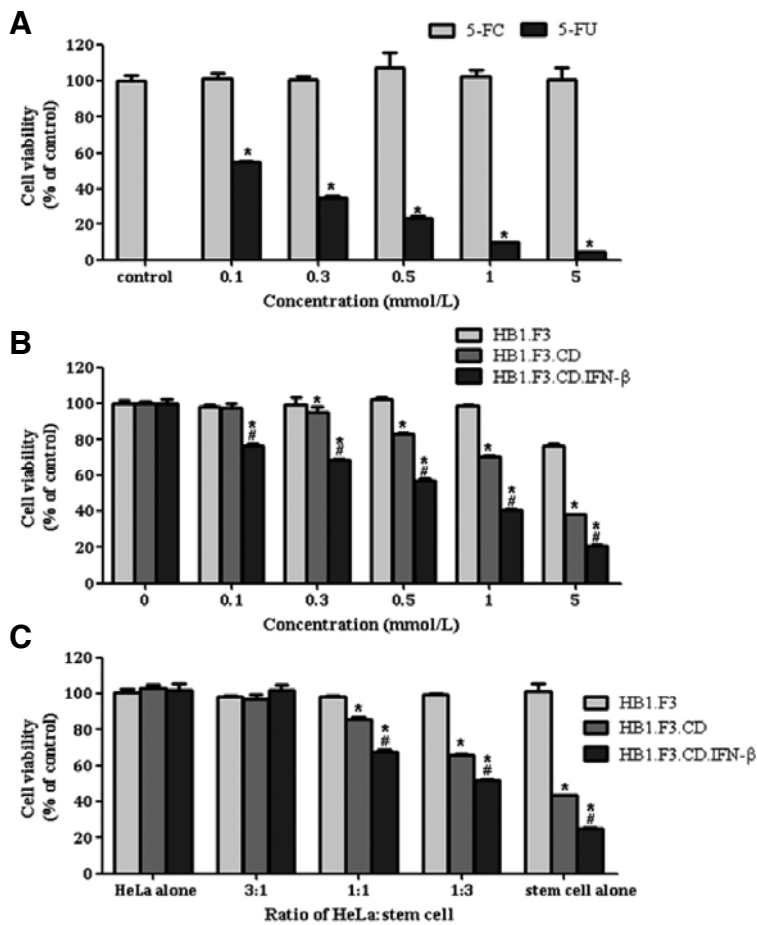 A
5-FC 5-FU
120
100
80
60
40
20
0
Cell viability
(% of control)
* * * * *
control 0.1 0.3 0.5 1 5
Concentration (mmol/L)
B
HB1.F3
HB1.F3.CD
HB1.F3.CD.IFN-β
120
100
80
60
40
20
0
Cell viability
(% of control)
*
#
*
*
#
*
*
#
*
*
#
*
*
#
0 0.1 0.3 0.5 1 5
Concentration (mmol/L)
C
120
100
80
60
40
20
0
Cell viability
(% of control)
HB1.F3
HB1.F3.CD
HB1.F3.CD.IFN-β
*
*
#
*
*
#
*
*
#
HeLa alone 3:1 1:1 1:3 stem cell alone
Ratio of HeLa:stem cell